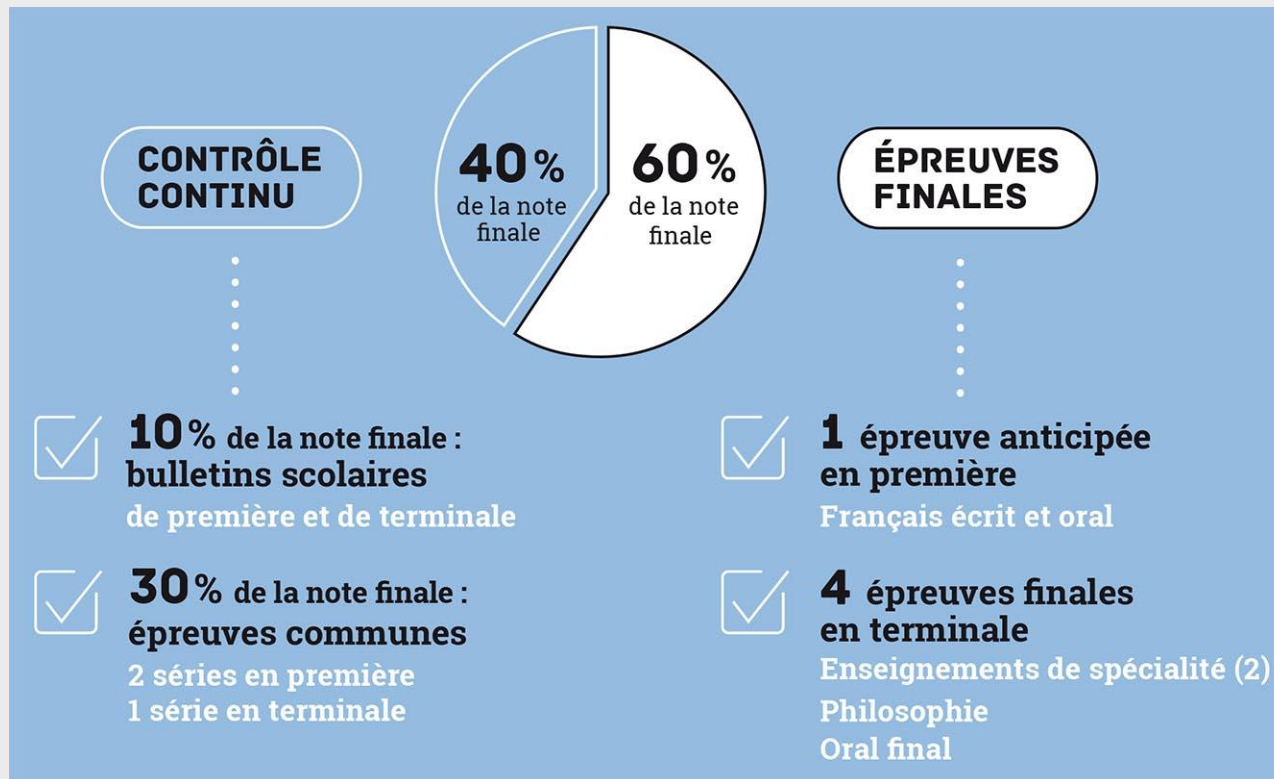 CONTRÔLE
CONTINU
40%
de la note
finale
60%
de la note
finale
ÉPREUVES
FINALES
10% de la note finale :
bulletins scolaires
de première et de terminale
30% de la note finale :
épreuves communes
2 séries en première
1 série en terminale
1 épreuve anticipée
en première
Français écrit et oral
4 épreuves finales
en terminale
Enseignements de spécialité (2)
Philosophie
Oral final